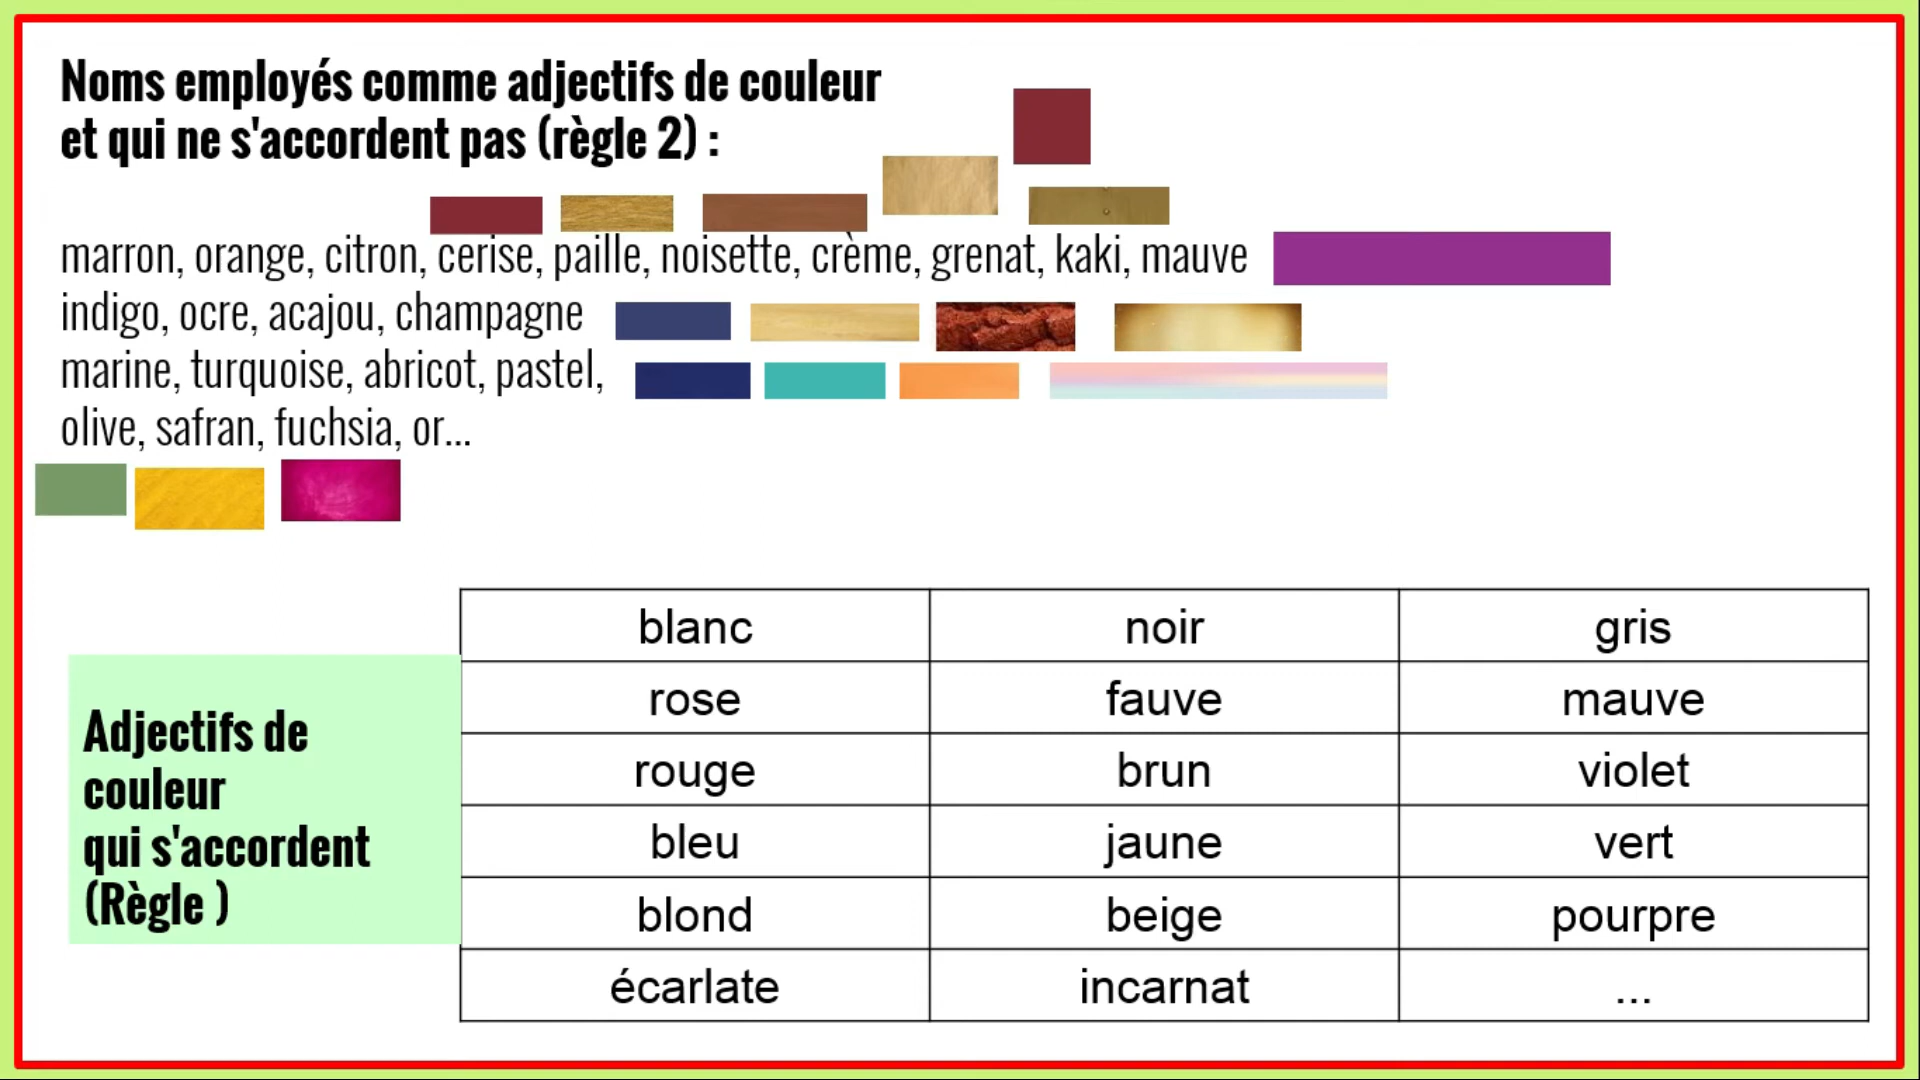 Noms employés comme adjectifs de couleur
et qui ne s'accordent pas (règle 2) :
marron, orange, citron, cerise, paille, noisette, crème, grenat, kaki, mauve
indigo, ocre, acajou, champagne
marine, turquoise, abricot, pastel,
olive, safran, fuchsia, or...
Adjectifs de
couleur
qui s'accordent
(Règle )
blanc noir gris
rose fauve mauve
rouge brun violet
bleu jaune vert
blond beige pourpre
écarlate incarnat ...